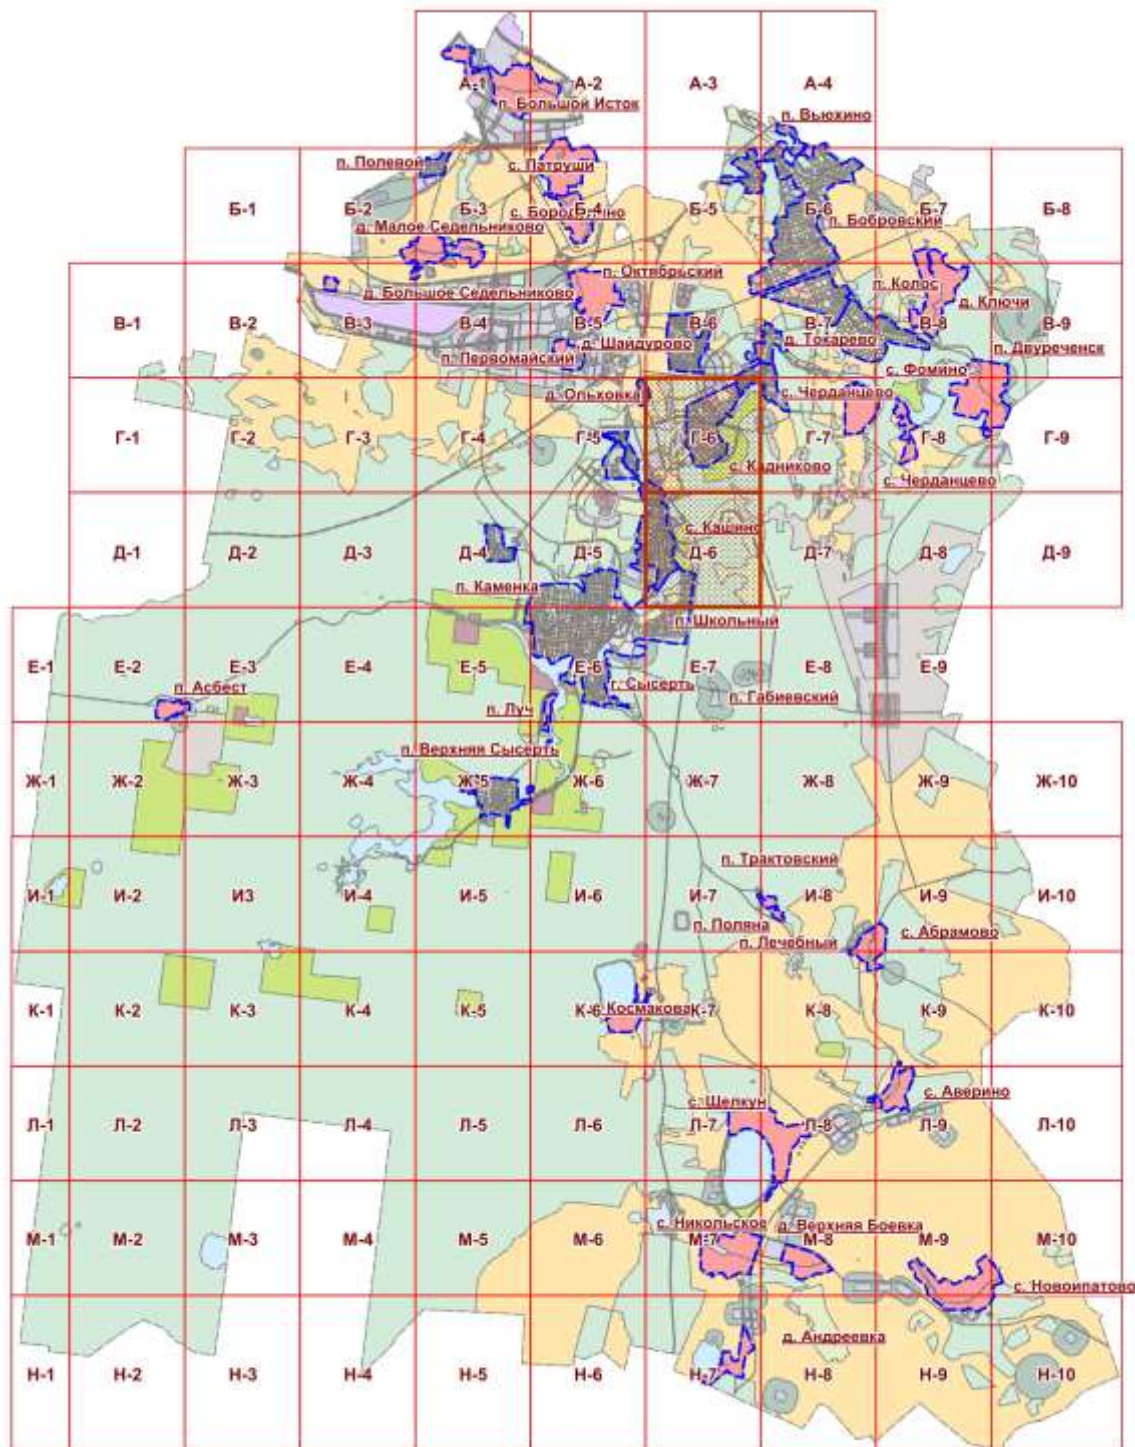 А-1
А-2
А-3
А-4
п. Большой Исток
п. Вьюхино
п. Полевой
с. Патруши
Б-1
Б-2
Б-3
Б-4
Б-5
Б-6
Б-7
Б-8
с. Бородулино
п. Бобровский
д. Малое Седельниково
п. Октябрьский
п. Колос
д. Большое Седельниково
д. Ключи
В-1
В-2
В-3
В-4
В-5
В-6
В-7
В-8
В-9
д. Шайдурово
д. Токарево
п. Первомайский
п. Двуреченск
с. Фомино
д. Ольховка
с. Черданцево
Г-1
Г-2
Г-3
Г-4
Г-5
Г-6
Г-7
Г-8
Г-9
с. Кадниково
с. Черданцево
с. Кашино
Д-1
Д-2
Д-3
Д-4
Д-5
Д-6
Д-7
Д-8
Д-9
п. Каменка
п. Школьный
Е-1
Е-2
Е-3
Е-4
Е-5
Е-6
Е-7
Е-8
Е-9
п. Асбест
г. Сысерть
п. Габиевский
п. Луч
п. Верхняя Сысерть
Ж-1
Ж-2
Ж-3
Ж-4
Ж-5
Ж-6
Ж-7
Ж-8
Ж-9
Ж-10
п. Трактовский
И-1
И-2
И3
И-4
И-5
И-6
И-7
И-8
И-9
И-10
п. Поляна
с. Абрамово
п. Лечебный
К-1
К-2
К-3
К-4
К-5
К-6
Космакова
К-7
К-8
К-9
К-10
с. Аверино
с. Щелкун
Л-1
Л-2
Л-3
Л-4
Л-5
Л-6
Л-7
Л-8
Л-9
Л-10
с. Никольское
д. Верхняя Боевка
М-1
М-2
М-3
М-4
М-5
М-6
М-7
М-8
М-9
М-10
с. Новоипатово
д. Андреевка
Н-1
Н-2
Н-3
Н-4
Н-5
Н-6
Н-7
Н-8
Н-9
Н-10